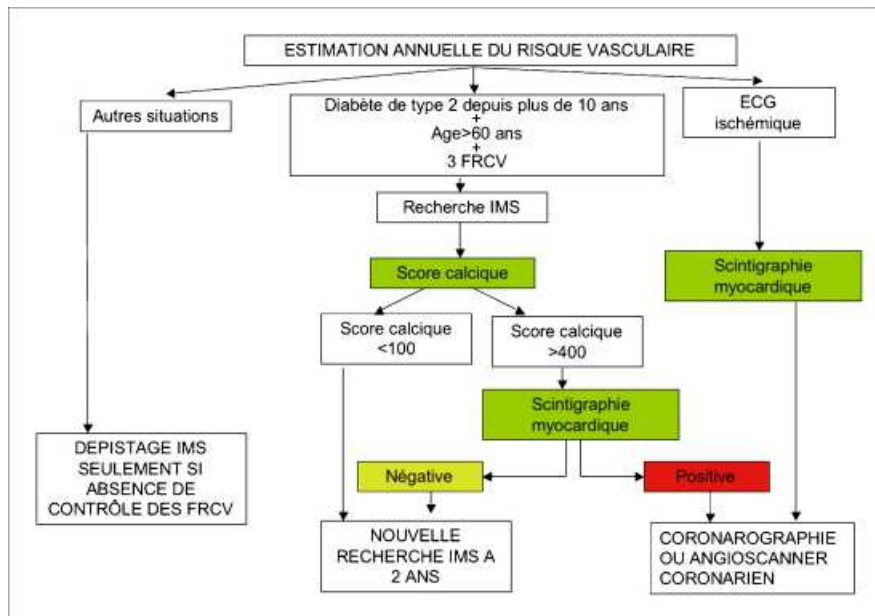 ESTIMATION ANNUELLE DU RISQUE VASCULAIRE
Autres situations
Diabète de type 2 depuis plus de 10 ans
+
Age>60 ans
+
3 FRCV
ECG
ischémique
Recherche IMS
Score calcique
Scintigraphie
myocardique
Score calcique
<100
Score calcique
>400
Scintigraphie
myocardique
DEPISTAGE IMS
SEULEMENT SI
ABSENCE DE
CONTRÔLE DES FRCV
Négative
Positive
NOUVELLE
RECHERCHE IMS A
2 ANS
CORONAROGRAPHIE
OU ANGIOSCANNER
CORONARIEN